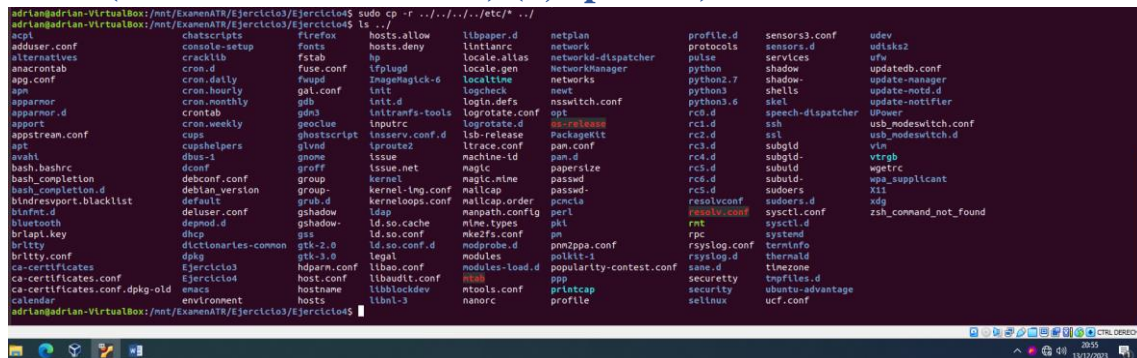 adrian@adrian-VirtualBox:/mnt/ExamenATR/Ejercicio3/Ejercicio4$ sudo cp -r ../../../../etc/* ../
adrian@adrian-VirtualBox:/mnt/ExamenATR/Ejercicio3/Ejercicio4$ ls ../
acpi chatscripts firefox hosts.allow libpaper.d netplan profile.d sensors3.conf udev
adduser.conf console-setup fonts hosts.deny lintianrc network protocols sensors.d udisks2
alternatives cracklib fstab hp locale.alias networkd-dispatcher pulse services ufw
anacrontab cron.d fuse.conf ifplugd locale.gen NetworkManager python shadow updatedb.conf
apg.conf cron.daily fwupd ImageMagick-6 localtime networks python2.7 shadow- update-manager
apm cron.hourly gai.conf init logcheck newt python3 shells update-motd.d
apparmor cron.monthly gdb init.d login.defs nsswitch.conf python3.6 skel update-notifier
apparmor.d crontab gdm3 initramfs-tools logrotate.conf opt rc0.d speech-dispatcher UPower
apport cron.weekly geoclue inputrc logrotate.d os-release rc1.d ssh usb_modeswitch.conf
appstream.conf cups ghostscript insserv.conf.d lsb-release PackageKit rc2.d ssl usb_modeswitch.d
apt cupshelpers glvnd iproute2 ltrace.conf pam.conf rc3.d subgid vim
avahi dbus-1 gnome issue machine-id pam.d rc4.d subgid- vtrgb
bash.bashrc dconf groff issue.net magic papersize rc5.d subuid wgetrc
bash_completion debconf.conf group kernel magic.mime passwd rc6.d subuid- wpa_supplicant
bash_completion.d debian_version group- kernel-img.conf mailcap passwd- rcS.d sudoers X11
bindresvport.blacklist default grub.d kerneloops.conf mailcap.order pcmcia resolvconf sudoers.d xdg
binfmt.d deluser.conf gshadow ldap manpath.config perl resolv.conf sysctl.conf zsh_command_not_found
bluetooth depmod.d gshadow- ld.so.cache mime.types pki rmt sysctl.d
brlapi.key dhcp gss ld.so.conf mke2fs.conf pm rpc systemd
brltty dictionaries-common gtk-2.0 ld.so.conf.d modprobe.d pnm2ppa.conf rsyslog.conf terminfo
brltty.conf dpkg gtk-3.0 legal modules polkit-1 rsyslog.d thermald
ca-certificates Ejercicio3 hdparm.conf libao.conf modules-load.d popularity-contest.conf sane.d timezone
ca-certificates.conf Ejercicio4 host.conf libaudit.conf mtab ppp securetty tmpfiles.d
ca-certificates.conf.dpkg-old emacs hostname libblockdev mtools.conf printcap security ubuntu-advantage
calendar environment hosts libnl-3 nanorc profile selinux ucf.conf
adrian@adrian-VirtualBox:/mnt/ExamenATR/Ejercicio3/Ejercicio4$
CTRL DERECH
20:55
13/12/2023